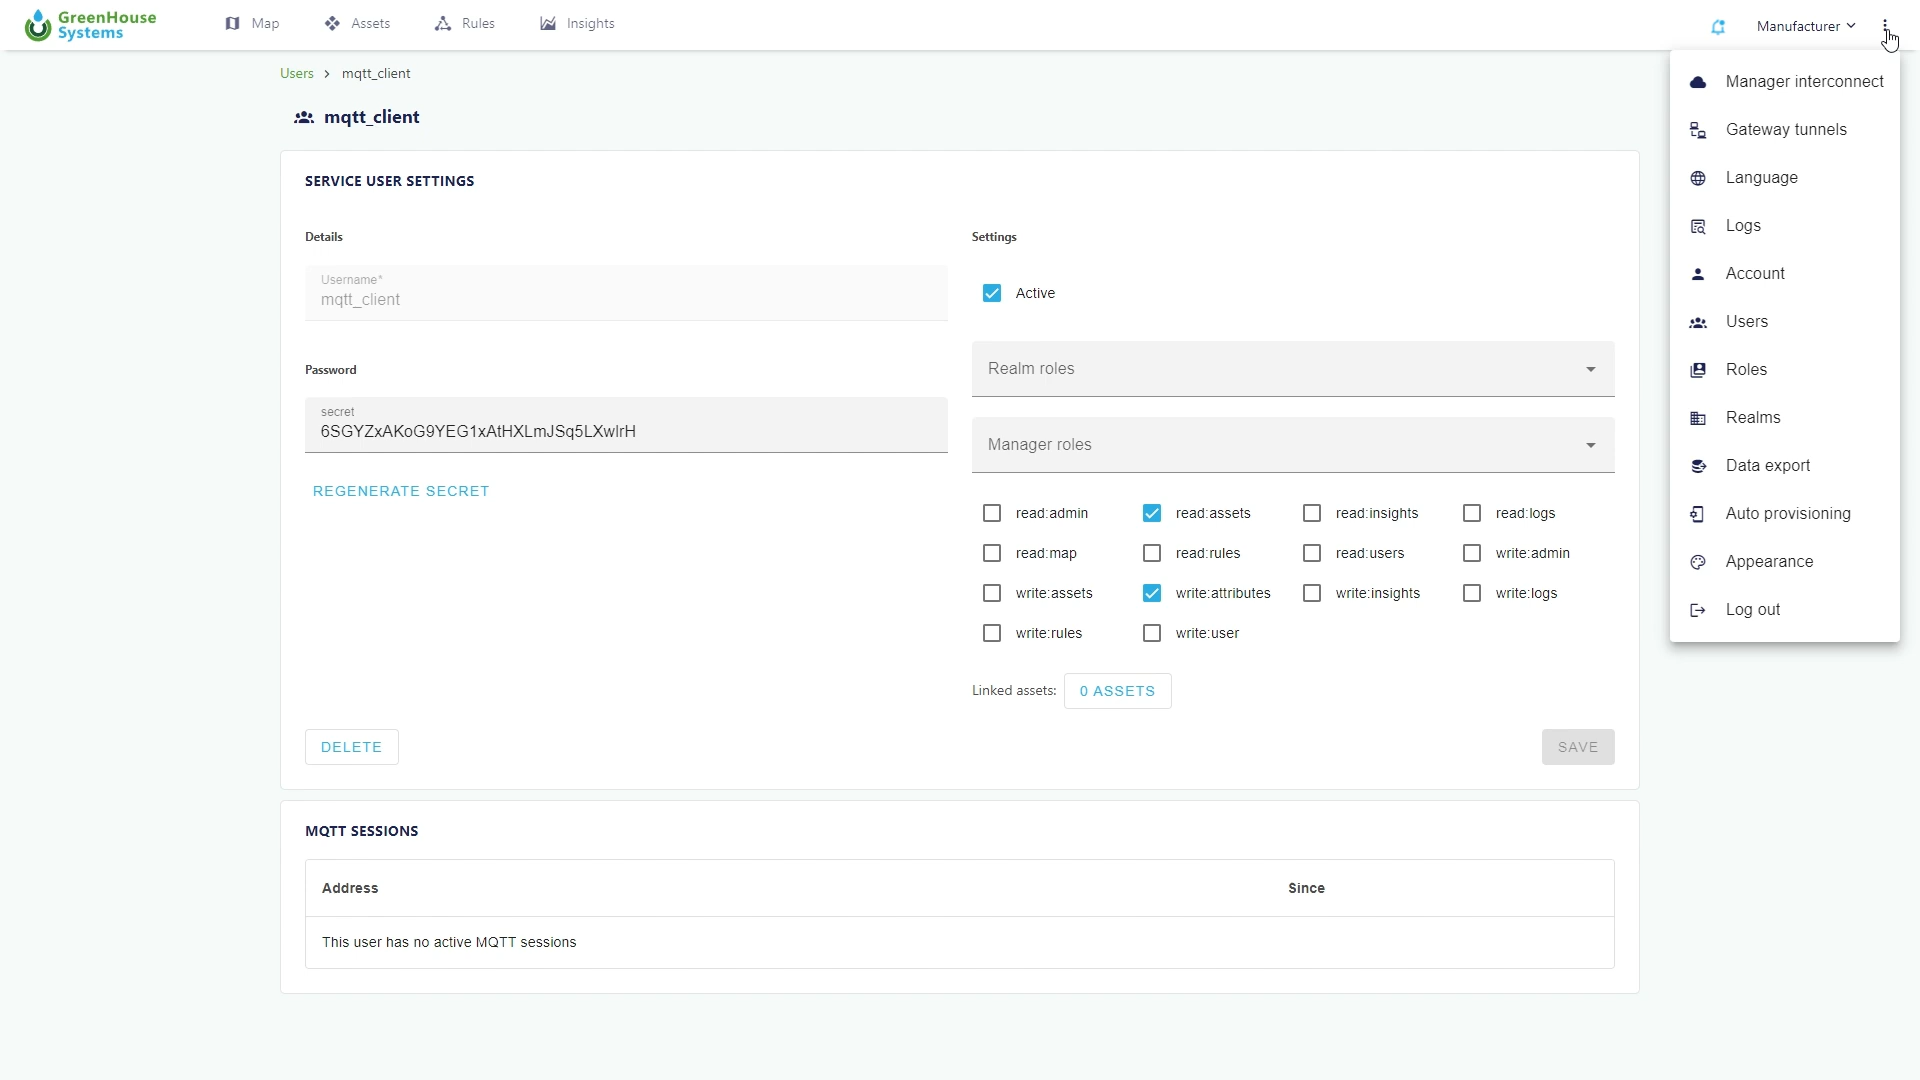 GreenHouse
Systems
Map
Assets
Rules
Insights
Manufacturer
Users
mqtt_client
mqtt_client
SERVICE USER SETTINGS
Details
Username*
mqtt_client
Password
secret
6SGYZxAKoG9YEG1xAtHXLmJSq5LXwlrH
REGENERATE SECRET
Settings
Active
Realm roles
Manager roles
read:admin
read:assets
read:insights
read:logs
read:map
read:rules
read:users
write:admin
write:assets
write:attributes
write:insights
write:logs
write:rules
write:user
Linked assets:
0 ASSETS
DELETE
SAVE
MQTT SESSIONS
Address
Since
This user has no active MQTT sessions
Manager interconnect
Gateway tunnels
Language
Logs
Account
Users
Roles
Realms
Data export
Auto provisioning
Appearance
Log out